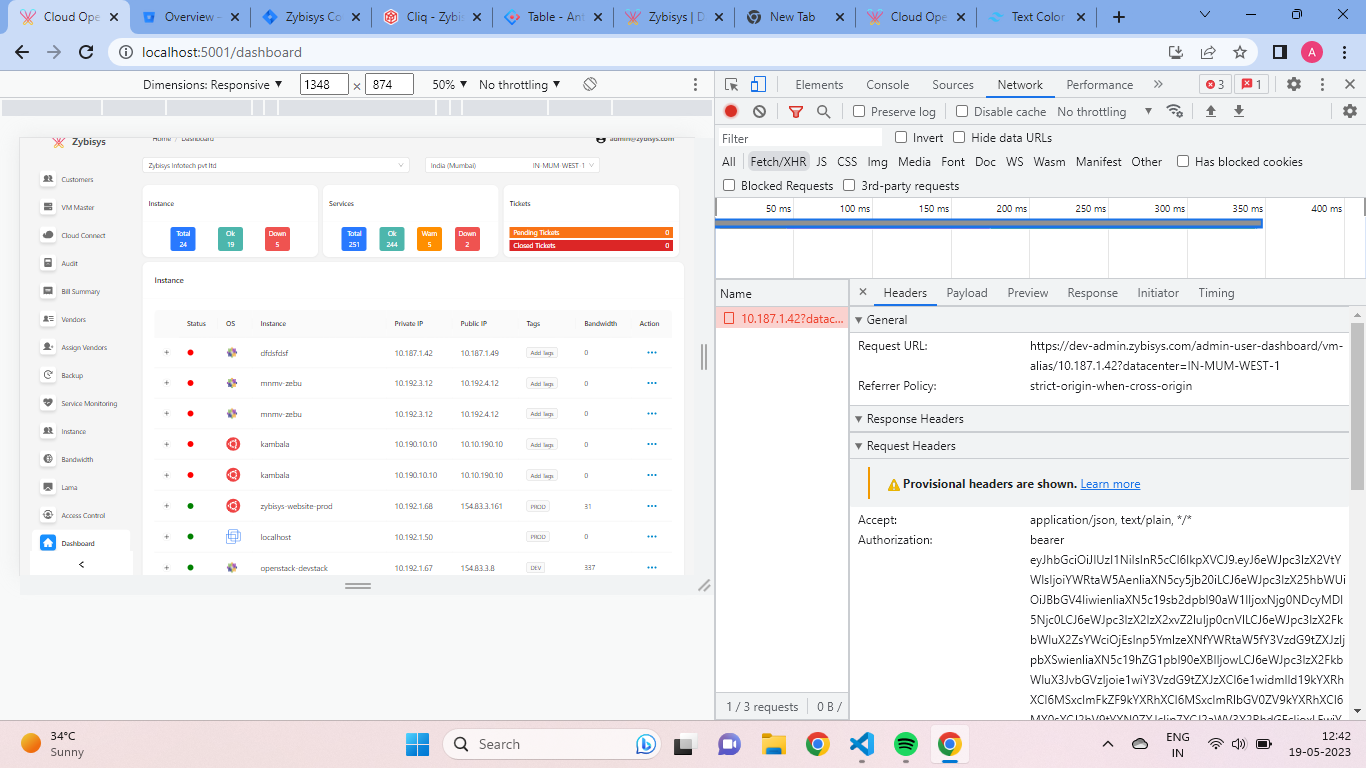 Cloud Ope
Overview -
Zybisys Co
Cliq - Zybi
Table - Ant
Zybisys | D
New Tab
Cloud Ope
Text Color
localhost:5001/dashboard
A
Dimensions: Responsive
1348
×
874
50%
No throttling
Elements
Console
Sources
Network
Performance
3
1
Preserve log
Disable cache
No throttling
Filter
Invert
Hide data URLs
All
Fetch/XHR
JS
CSS
Img
Media
Font
Doc
WS
Wasm
Manifest
Other
Has blocked cookies
Blocked Requests
3rd-party requests
50 ms
100 ms
150 ms
200 ms
250 ms
300 ms
350 ms
400 ms
Name
10.187.1.42?datac...
1 / 3 requests
0 B /
Headers
Payload
Preview
Response
Initiator
Timing
General
Request URL:
https://dev-admin.zybisys.com/admin-user-dashboard/vm-
alias/10.187.1.42?datacenter=IN-MUM-WEST-1
Referrer Policy:
strict-origin-when-cross-origin
Response Headers
Request Headers
Provisional headers are shown. Learn more
Accept:
application/json, text/plain, */*
Authorization:
bearer
Zybisys
Home / Dashboard
admin@zybisys.com
Zybisys Infotech pvt ltd
India (Mumbai)
IN-MUM-WEST-1
Customers
VM Master
Cloud Connect
Audit
Bill Summary
Vendors
Assign Vendors
Backup
Service Monitoring
Instance
Bandwidth
Lama
Access Control
Dashboard
<
Instance
Total
24
Ok
19
Down
5
Services
Total
251
Ok
244
Warn
5
Down
2
Tickets
Pending Tickets 0
Closed Tickets 0
Instance
Status OS Instance Private IP Public IP Tags Bandwidth Action
+ dfdsfdsf 10.187.1.42 10.187.1.49 Add tags 0 ...
+ mnmv-zebu 10.192.3.12 10.192.4.12 Add tags 0 ...
+ mnmv-zebu 10.192.3.12 10.192.4.12 Add tags 0 ...
+ kambala 10.190.10.10 10.10.190.10 Add tags 0 ...
+ kambala 10.190.10.10 10.10.190.10 Add tags 0 ...
+ zybisys-website-prod 10.192.1.68 154.83.3.161 PROD 31 ...
+ localhost 10.192.1.50 PROD 0 ...
+ openstack-devstack 10.192.1.67 154.83.3.8 DEV 337 ...
34°C
Sunny
Search
ENG
IN
12:42
19-05-2023